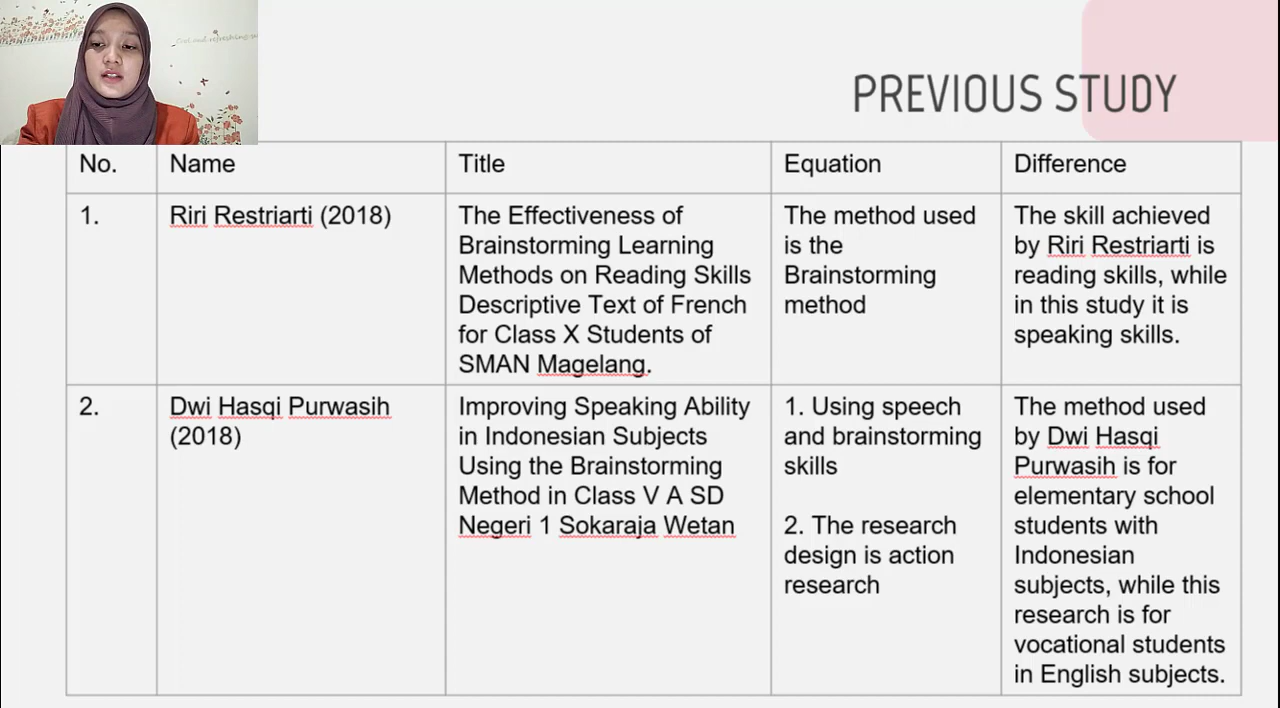 PREVIOUS STUDY
No.
Name
Title
Equation
Difference
1.
Riri Restriarti (2018)
The Effectiveness of
Brainstorming Learning
Methods on Reading Skills
Descriptive Text of French
for Class X Students of
SMAN Magelang.
The method used
is the
Brainstorming
method
The skill achieved
by Riri Restriarti is
reading skills, while
in this study it is
speaking skills.
2.
Dwi Hasqi Purwasih
(2018)
Improving Speaking Ability
in Indonesian Subjects
Using the Brainstorming
Method in Class V A SD
Negeri 1 Sokaraja Wetan
1. Using speech
and brainstorming
skills
2. The research
design is action
research
The method used
by Dwi Hasqi
Purwasih is for
elementary school
students with
Indonesian
subjects, while this
research is for
vocational students
in English subjects.